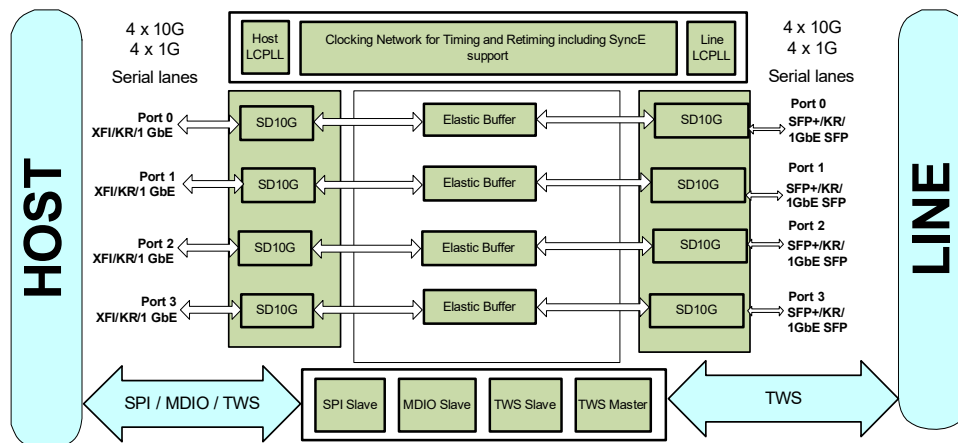 HOST
4 x 10G
4 x 1G
Serial lanes
Host
LCPLL
Clocking Network for Timing and Retiming including SyncE
support
Line
LCPLL
4 x 10G
4 x 1G
Serial lanes
LINE
Port 0
XFI/KR/1 GbE
SD10G
Elastic Buffer
SD10G
Port 0
SFP+/KR/
1GbE SFP
Port 1
XFI/KR/1 GbE
SD10G
Elastic Buffer
SD10G
Port 1
SFP+/KR/
1GbE SFP
Port 2
XFI/KR/1 GbE
SD10G
Elastic Buffer
SD10G
Port 2
SFP+/KR/
1GbE SFP
Port 3
XFI/KR/1 GbE
SD10G
Elastic Buffer
SD10G
Port 3
SFP+/KR/
1GbE SFP
SPI / MDIO / TWS
SPI Slave
MDIO Slave
TWS Slave
TWS Master
TWS